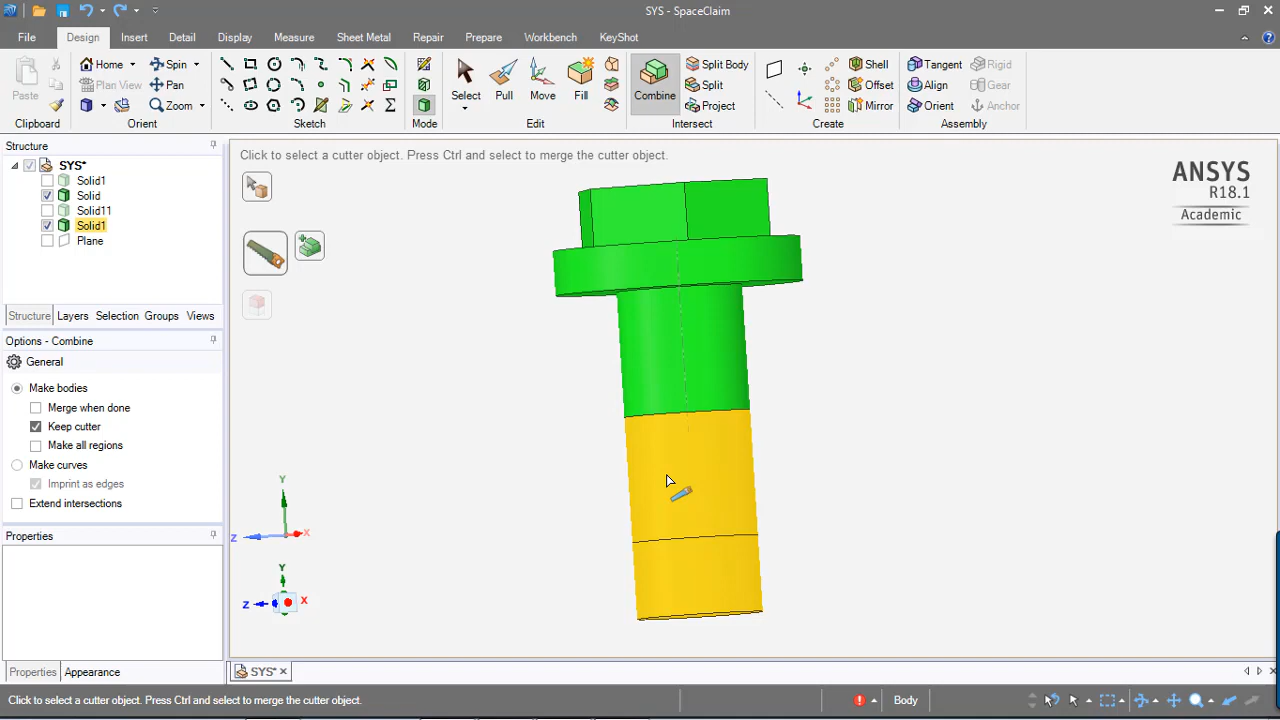 SYS - SpaceClaim
File Design Insert Detail Display Measure Sheet Metal Repair Prepare Workbench KeyShot
Paste
Clipboard
Home Spin
Plan View Pan
Zoom
Orient
Sketch
Mode
Select Pull Move Fill
Edit
Combine
Split Body
Split
Project
Intersect
Shell
Offset
Mirror
Create
Tangent Rigid
Align Gear
Orient Anchor
Assembly
Structure
SYS*
Solid1
Solid
Solid11
Solid1
Plane
Structure Layers Selection Groups Views
Options - Combine
General
Make bodies
Merge when done
Keep cutter
Make all regions
Make curves
Imprint as edges
Extend intersections
Properties
Properties Appearance
Click to select a cutter object. Press Ctrl and select to merge the cutter object.
ANSYS
R18.1
Academic
Y
Z X
Y
Z X
SYS*
Click to select a cutter object. Press Ctrl and select to merge the cutter object.
Body